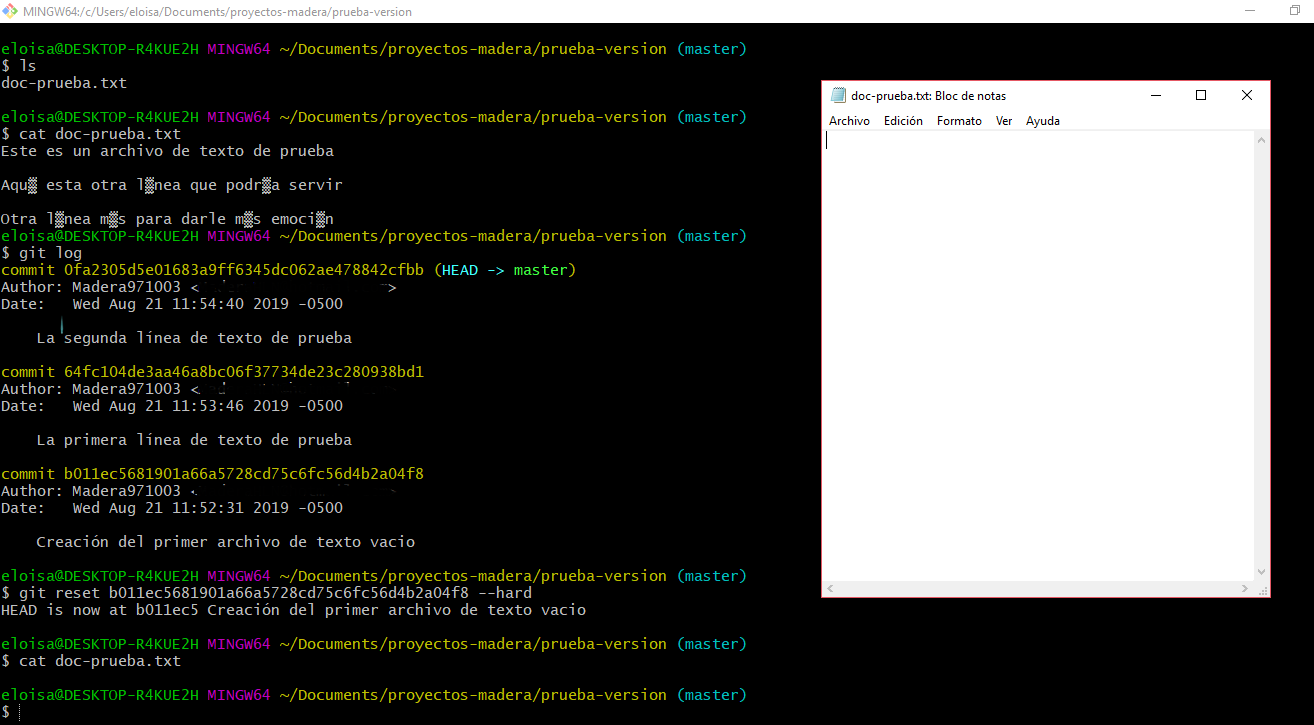 MINGW64:/c/Users/eloisa/Documents/proyectos-madera/prueba-version
eloisa@DESKTOP-R4KUE2H MINGW64 ~/Documents/proyectos-madera/prueba-version (master)
$ ls
doc-prueba.txt
eloisa@DESKTOP-R4KUE2H MINGW64 ~/Documents/proyectos-madera/prueba-version (master)
$ cat doc-prueba.txt
Este es un archivo de texto de prueba
Aqu▒ esta otra l▒nea que podr▒a servir
Otra l▒nea m▒s para darle m▒s emoci▒n
eloisa@DESKTOP-R4KUE2H MINGW64 ~/Documents/proyectos-madera/prueba-version (master)
$ git log
commit 0fa2305d5e01683a9ff6345dc062ae478842cfbb (HEAD -> master)
Author: Madera971003 < >
Date:   Wed Aug 21 11:54:40 2019 -0500
La segunda línea de texto de prueba
commit 64fc104de3aa46a8bc06f37734de23c280938bd1
Author: Madera971003 <
Date:   Wed Aug 21 11:53:46 2019 -0500
La primera línea de texto de prueba
commit b011ec5681901a66a5728cd75c6fc56d4b2a04f8
Author: Madera971003
Date:   Wed Aug 21 11:52:31 2019 -0500
Creación del primer archivo de texto vacio
eloisa@DESKTOP-R4KUE2H MINGW64 ~/Documents/proyectos-madera/prueba-version (master)
$ git reset b011ec5681901a66a5728cd75c6fc56d4b2a04f8 --hard
HEAD is now at b011ec5 Creación del primer archivo de texto vacio
eloisa@DESKTOP-R4KUE2H MINGW64 ~/Documents/proyectos-madera/prueba-version (master)
$ cat doc-prueba.txt
eloisa@DESKTOP-R4KUE2H MINGW64 ~/Documents/proyectos-madera/prueba-version (master)
$
doc-prueba.txt: Bloc de notas
Archivo Edición Formato Ver Ayuda